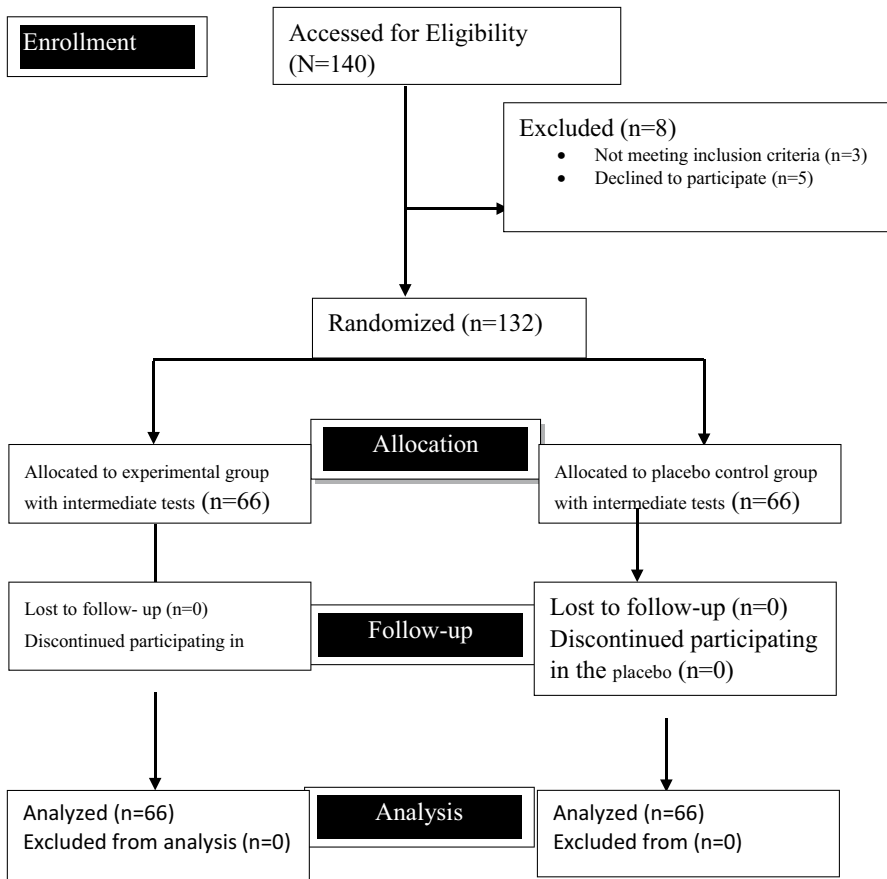 Enrollment
Accessed for Eligibility
(N=140)
Excluded (n=8)
• Not meeting inclusion criteria (n=3)
• Declined to participate (n=5)
Randomized (n=132)
Allocation
Allocated to experimental group
with intermediate tests (n=66)
Allocated to placebo control group
with intermediate tests (n=66)
Lost to follow- up (n=0)
Discontinued participating in
Follow-up
Lost to follow-up (n=0)
Discontinued participating
in the placebo (n=0)
Analyzed (n=66)
Excluded from analysis (n=0)
Analysis
Analyzed (n=66)
Excluded from (n=0)